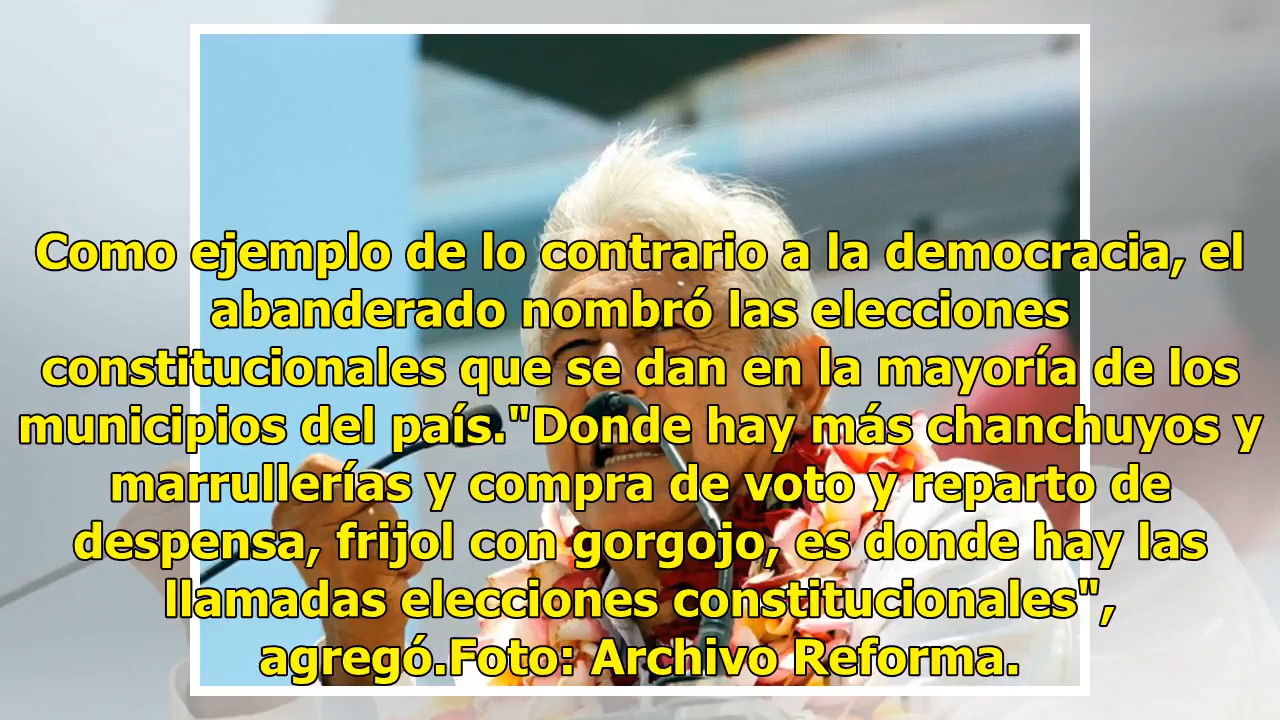 Como ejemplo de lo contrario a la democracia, el
abanderado nombró las elecciones
constitucionales que se dan en la mayoría de los
municipios del país."Donde hay más chanchuyos y
marrullerías y compra de voto y reparto de
despensa, frijol con gorgojo, es donde hay las
llamadas elecciones constitucionales",
agregó.Foto: Archivo Reforma.